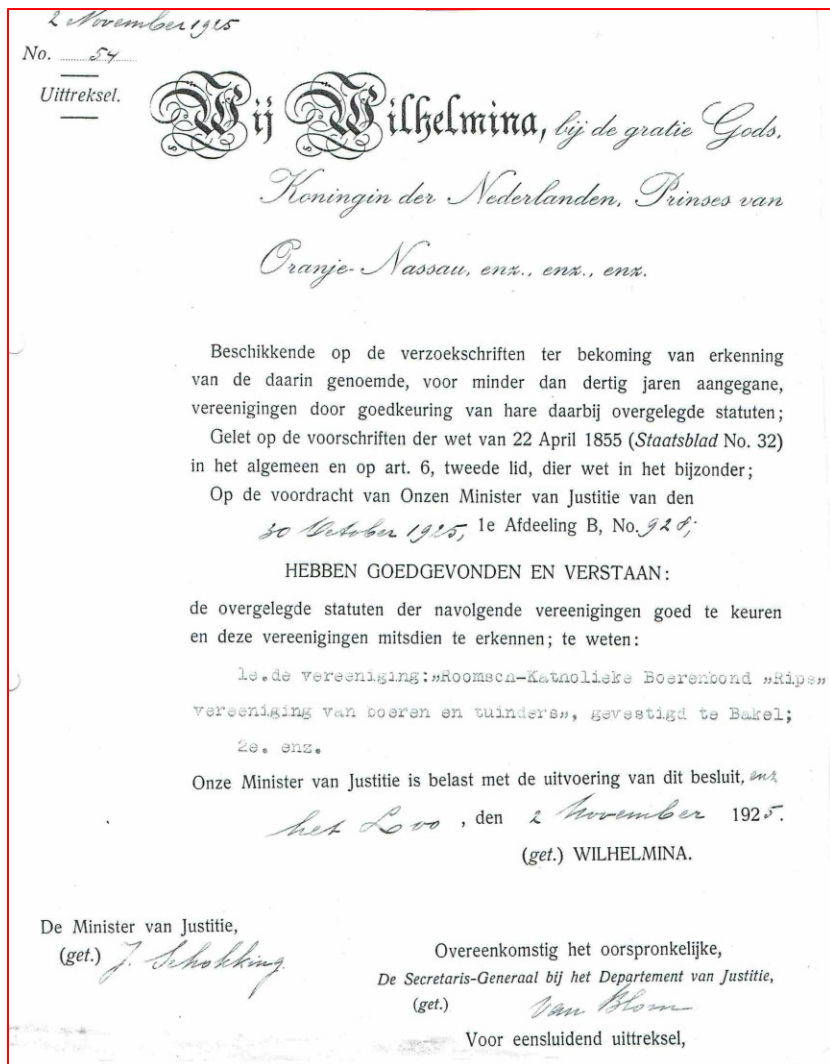 2 November 1925
No. 54
Uittreksel.
Wij Wilhelmina, bij de gratie Gods,
Koningin der Nederlanden, Prinses van
Oranje-Nassau, enz., enz., enz.
Beschikkende op de verzoekschriften ter bekoming van erkenning
van de daarin genoemde, voor minder dan dertig jaren aangegane,
vereenigingen door goedkeuring van hare daarbij overgelegde statuten;
Gelet op de voorschriften der wet van 22 April 1855 (Staatsblad No. 32)
in het algemeen en op art. 6, tweede lid, dier wet in het bijzonder;
Op de voordracht van Onzen Minister van Justitie van den
30 October 1925, 1e Afdeeling B, No. 928;
HEBBEN GOEDGEVONDEN EN VERSTAAN:
de overgelegde statuten der navolgende vereenigingen goed te keuren
en deze vereenigingen mitsdien te erkennen; te weten:
1e.de vereeniging:„Roomsch-Katholieke Boerenbond „Rips"
vereeniging van boeren en tuinders", gevestigd te Bakel;
2e. enz.
Onze Minister van Justitie is belast met de uitvoering van dit besluit, enz
het Loo, den 2 November 1925.
(get.) WILHELMINA.
De Minister van Justitie,
(get.) J. Schokking.
Overeenkomstig het oorspronkelijke,
De Secretaris-Generaal bij het Departement van Justitie,
(get.) Van Blom
Voor eensluidend uittreksel,